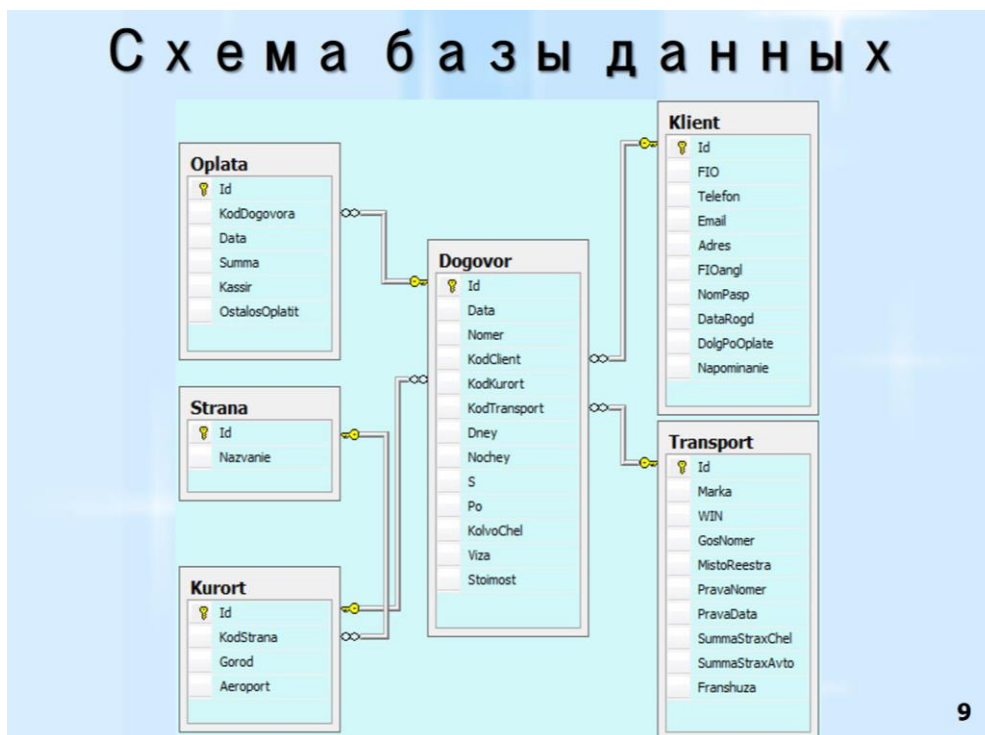 Схема базы данных
Oplata
Id
KodDogovora
Data
Summa
Kassir
OstalosOplatit
Strana
Id
Nazvanie
Kurort
Id
KodStrana
Gorod
Aeroport
Dogovor
Id
Data
Nomer
KodClient
KodKurort
KodTransport
Dney
Nochey
S
Po
KolvoChel
Viza
Stoimost
Klient
Id
FIO
Telefon
Email
Adres
FIOangl
NomPasp
DataRogd
DolgPoOplate
Napominanie
Transport
Id
Marka
WIN
GosNomer
MistoReestra
PravaNomer
PravaData
SummaStraxChel
SummaStraxAvto
Franshuza
9